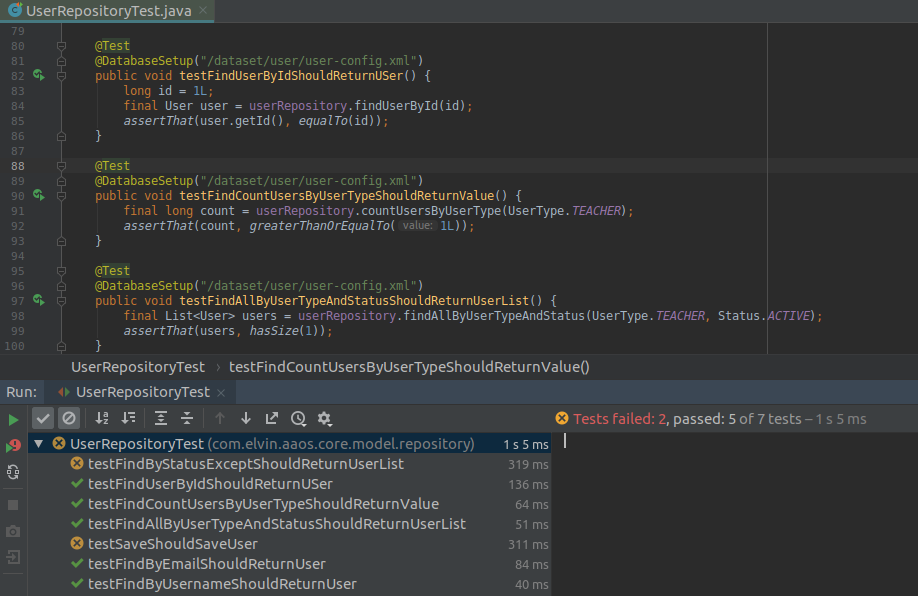 UserRepositoryTest.java
79
80 @Test
81 @DatabaseSetup("/dataset/user/user-config.xml")
82 public void testFindUserByIdShouldReturnUSer() {
83 long id = 1L;
84 final User user = userRepository.findUserById(id);
85 assertThat(user.getId(), equalTo(id));
86 }
87
88 @Test
89 @DatabaseSetup("/dataset/user/user-config.xml")
90 public void testFindCountUsersByUserTypeShouldReturnValue() {
91 final long count = userRepository.countUsersByUserType(UserType.TEACHER);
92 assertThat(count, greaterThanOrEqualTo( value: 1L));
93 }
94
95 @Test
96 @DatabaseSetup("/dataset/user/user-config.xml")
97 public void testFindAllByUserTypeAndStatusShouldReturnUserList() {
98 final List<User> users = userRepository.findAllByUserTypeAndStatus(UserType.TEACHER, Status.ACTIVE);
99 assertThat(users, hasSize(1));
100 }
UserRepositoryTest › testFindCountUsersByUserTypeShouldReturnValue()
Run: UserRepositoryTest
Tests failed: 2, passed: 5 of 7 tests – 1 s 5 ms
UserRepositoryTest (com.elvin.aaos.core.model.repository) 1 s 5 ms
testFindByStatusExceptShouldReturnUserList 319 ms
testFindUserByIdShouldReturnUSer 136 ms
testFindCountUsersByUserTypeShouldReturnValue 64 ms
testFindAllByUserTypeAndStatusShouldReturnUserList 51 ms
testSaveShouldSaveUser 311 ms
testFindByEmailShouldReturnUser 84 ms
testFindByUsernameShouldReturnUser 40 ms